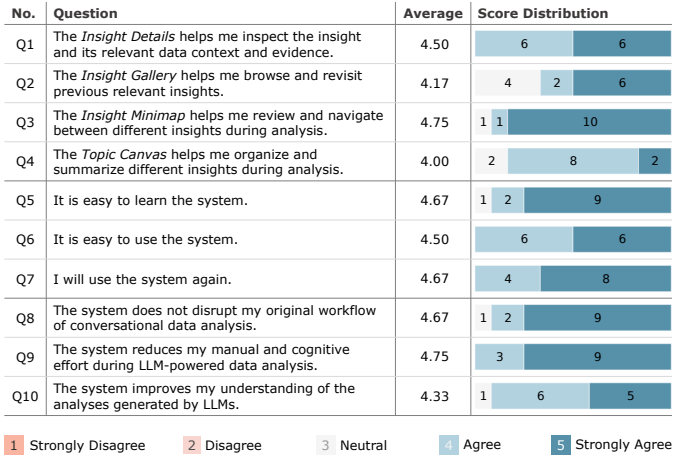 No. Question Average Score Distribution
Q1 The Insight Details helps me inspect the insight
and its relevant data context and evidence. 4.50 6 6
Q2 The Insight Gallery helps me browse and revisit
previous relevant insights. 4.17 4 2 6
Q3 The Insight Minimap helps me review and navigate
between different insights during analysis. 4.75 1 1 10
Q4 The Topic Canvas helps me organize and
summarize different insights during analysis. 4.00 2 8 2
Q5 It is easy to learn the system. 4.67 1 2 9
Q6 It is easy to use the system. 4.50 6 6
Q7 I will use the system again. 4.67 4 8
Q8 The system does not disrupt my original workflow
of conversational data analysis. 4.67 1 2 9
Q9 The system reduces my manual and cognitive
effort during LLM-powered data analysis. 4.75 3 9
Q10 The system improves my understanding of the
analyses generated by LLMs. 4.33 1 6 5
1 Strongly Disagree 2 Disagree 3 Neutral 4 Agree 5 Strongly Agree